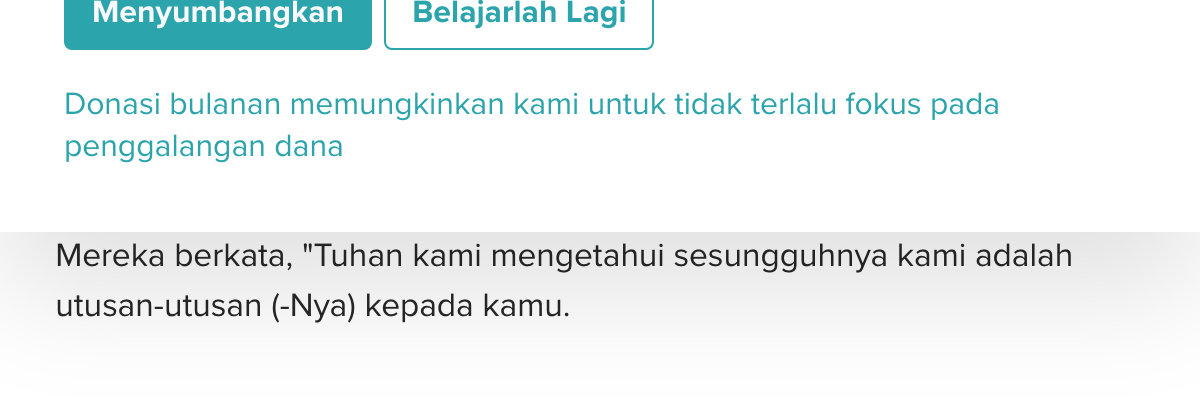 Menyumbangkan Belajarlah Lagi
Donasi bulanan memungkinkan kami untuk tidak terlalu fokus pada
penggalangan dana
Mereka berkata, "Tuhan kami mengetahui sesungguhnya kami adalah
utusan-utusan (-Nya) kepada kamu.